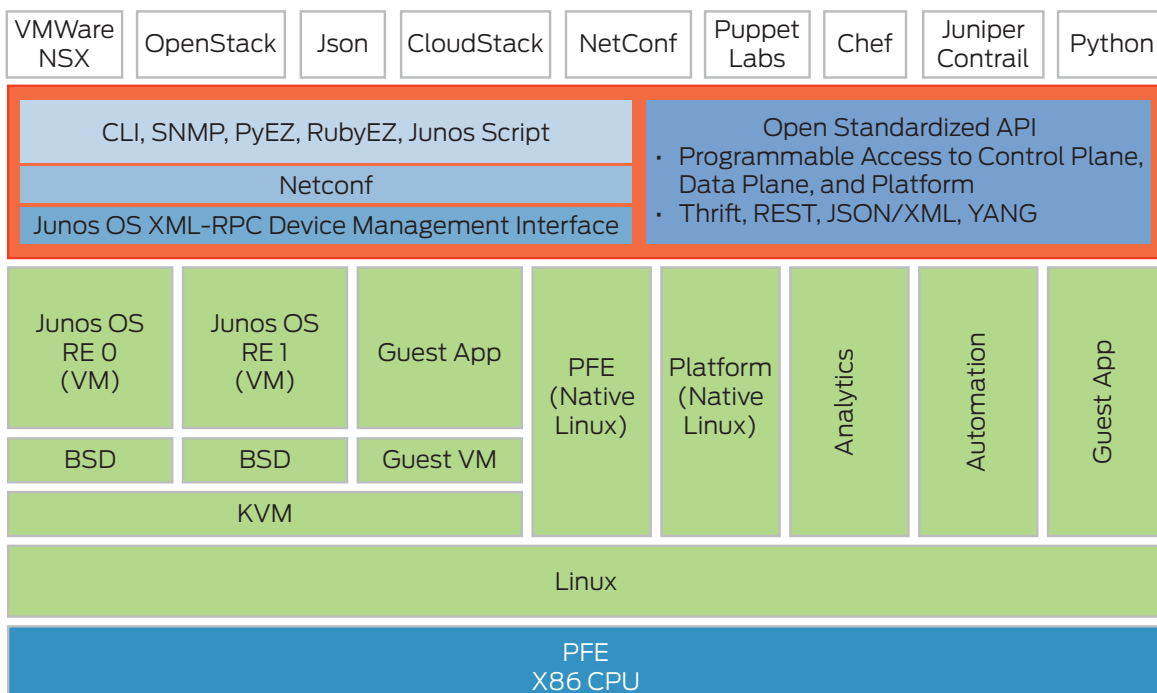 VMWare
NSX
OpenStack
Json
CloudStack
NetConf
Puppet
Labs
Chef
Juniper
Contrail
Python
CLI, SNMP, PyEZ, RubyEZ, Junos Script
Netconf
Junos OS XML-RPC Device Management Interface
Open Standardized API
· Programmable Access to Control Plane,
Data Plane, and Platform
· Thrift, REST, JSON/XML, YANG
Junos OS
RE 0
(VM)
Junos OS
RE 1
(VM)
Guest App
BSD
BSD
Guest VM
KVM
PFE
(Native
Linux)
Platform
(Native
Linux)
Analytics
Automation
Guest App
Linux
PFE
X86 CPU